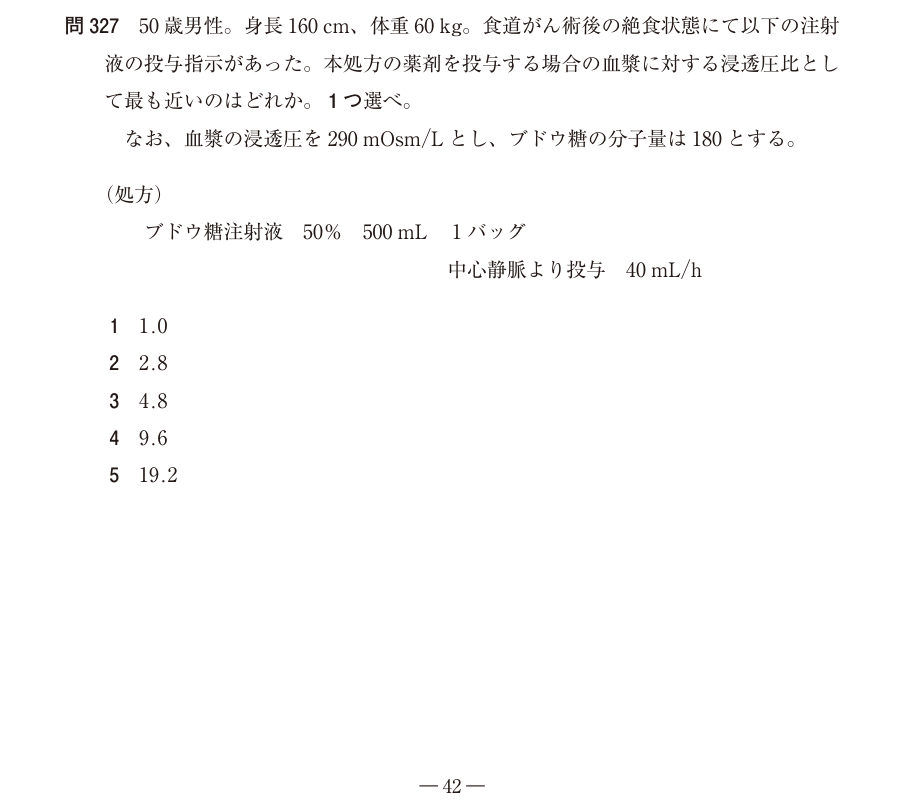 問 327 50 歳男性。身長 160 cm、体重 60 kg。食道がん術後の絶食状態にて以下の注射
液の投与指示があった。本処方の薬剤を投与する場合の血漿に対する浸透圧比とし
て最も近いのはどれか。1つ選べ。
なお、血漿の浸透圧を 290 mOsm/L とし、ブドウ糖の分子量は 180 とする。
（処方）
ブドウ糖注射液 50% 500 mL 1 バッグ
中心静脈より投与 40 mL/h
1 1.0
2 2.8
3 4.8
4 9.6
5 19.2
— 42 —